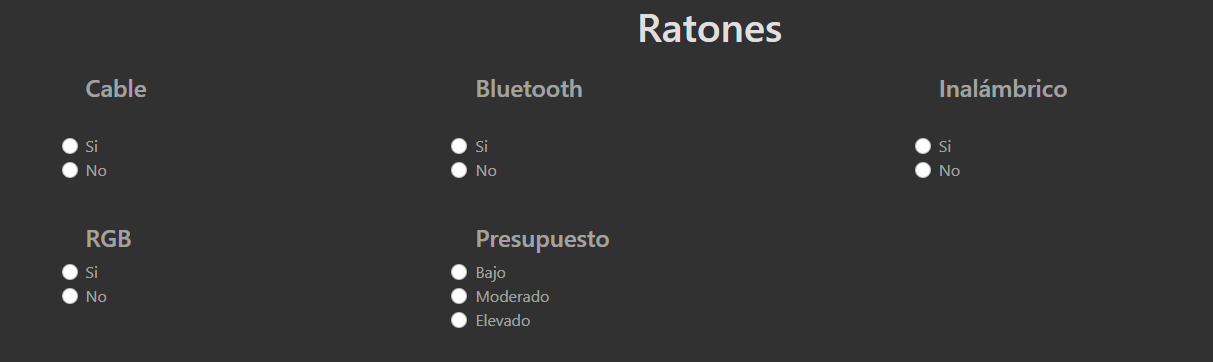 Ratones
Cable
Si
No
Bluetooth
Si
No
Inalámbrico
Si
No
RGB
Si
No
Presupuesto
Bajo
Moderado
Elevado